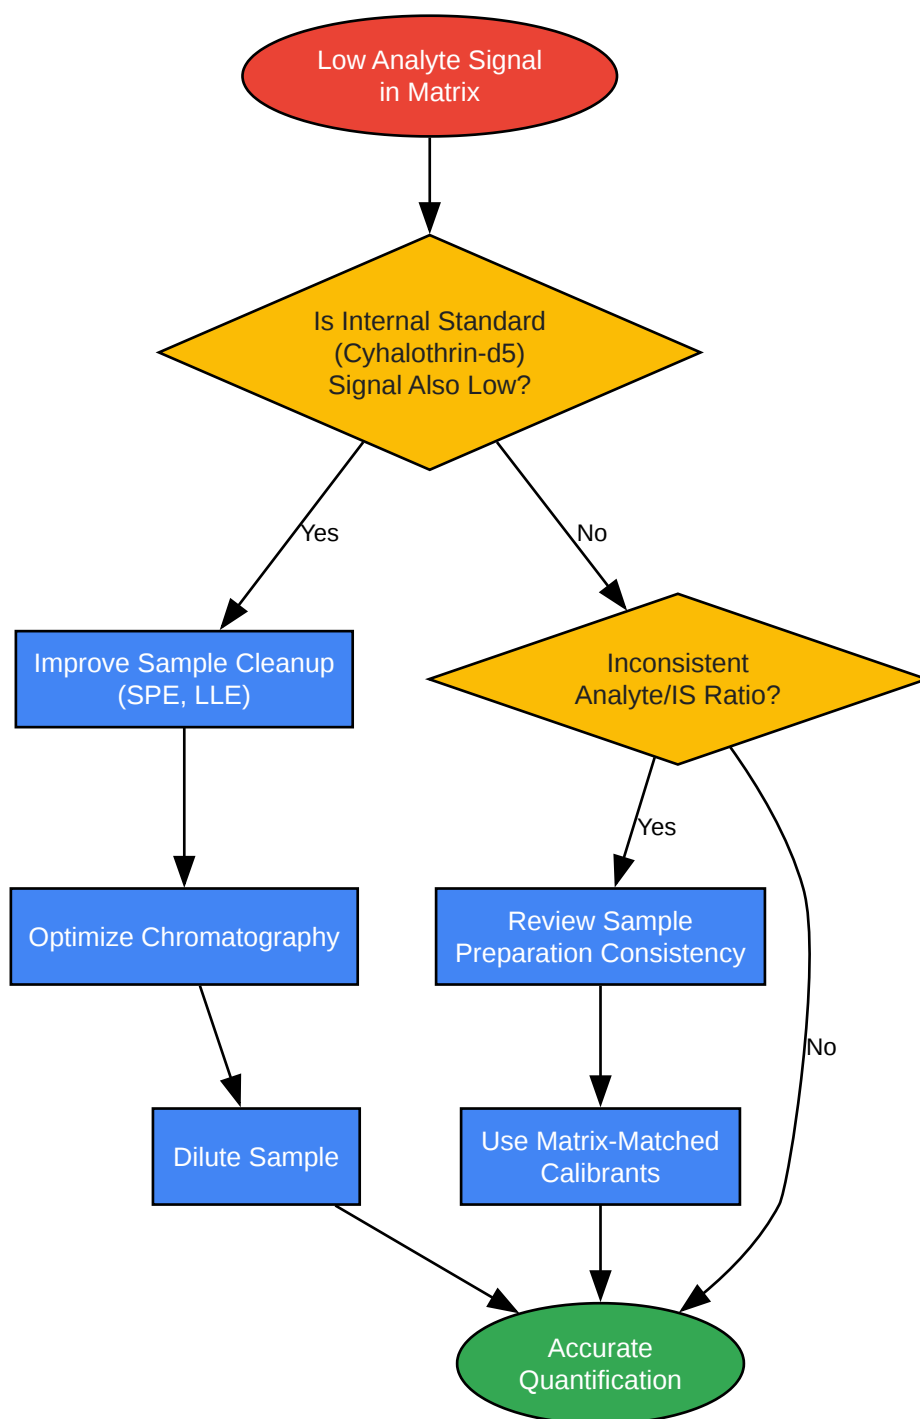 Low Analyte Signal
in Matrix
Is Internal Standard
(Cyhalothrin-d5)
Signal Also Low?
Yes
No
Improve Sample Cleanup
(SPE, LLE)
Inconsistent
Analyte/IS Ratio?
Yes
Optimize Chromatography
Review Sample
Preparation Consistency
No
Dilute Sample
Use Matrix-Matched
Calibrants
Accurate
Quantification